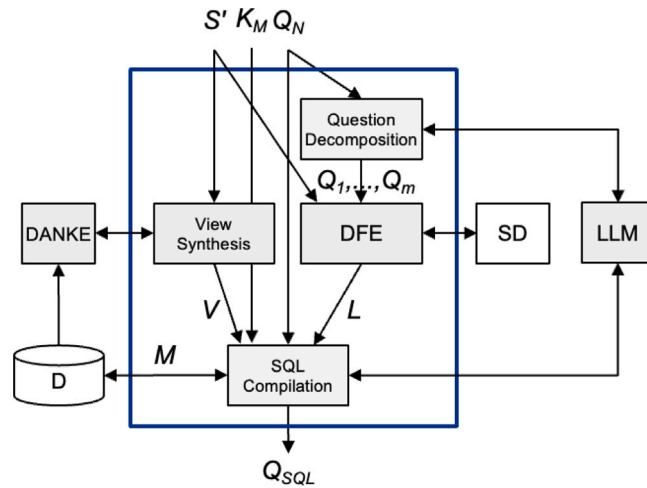 S' K_M Q_N
Question
Decomposition
Q_1,...., Q_m
DANKE
View
Synthesis
DFE
SD
LLM
V
L
D
M
SQL
Compilation
Q_SQL